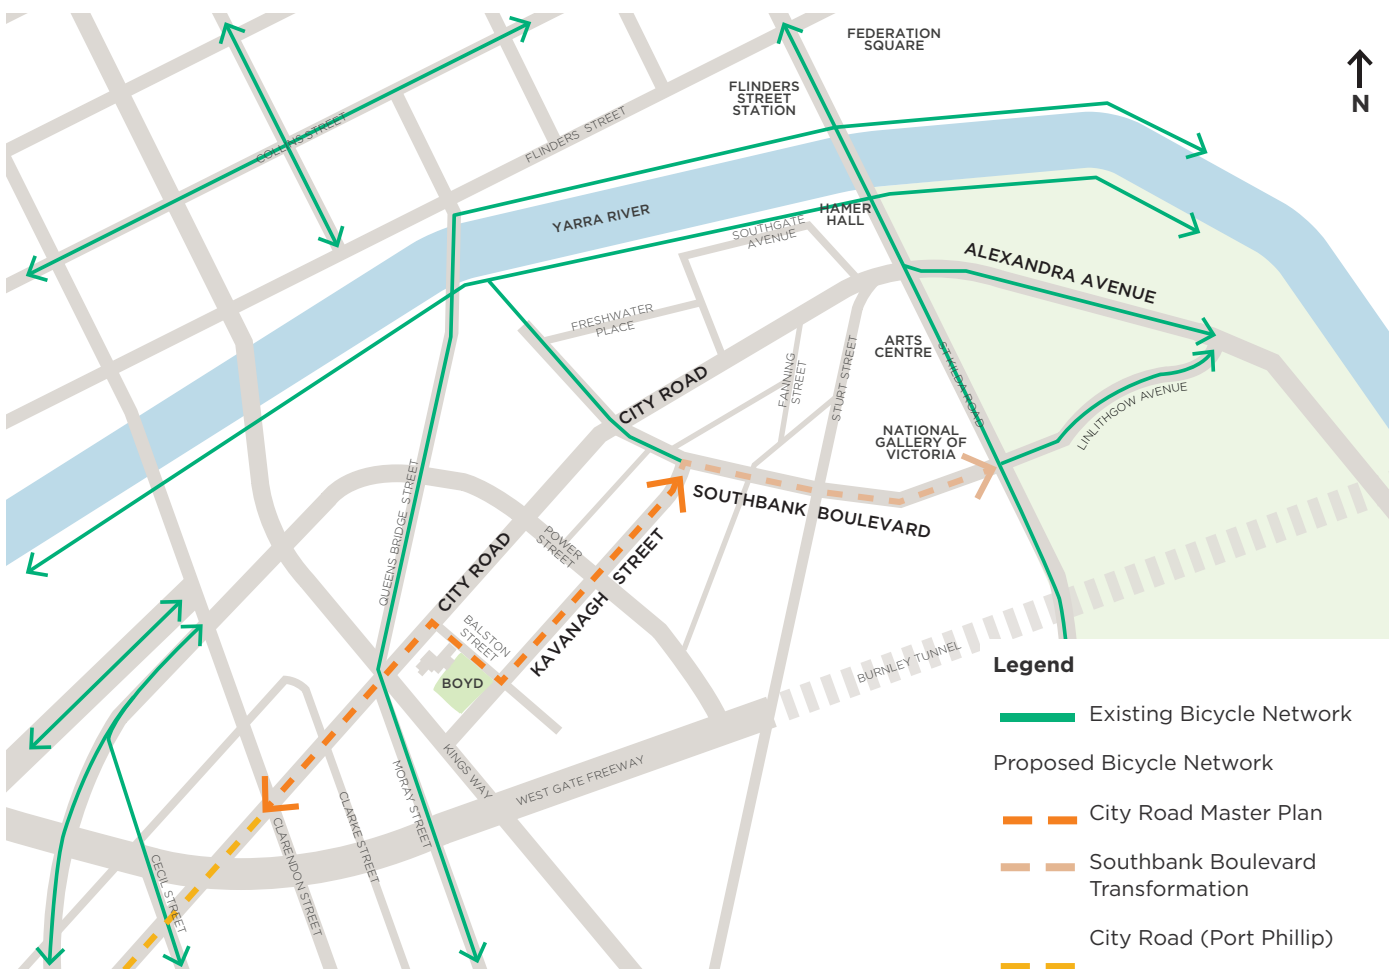 FEDERATION
SQUARE
N
FLINDERS
STREET
STATION
COLLINS STREET
FLINDERS STREET
YARRA RIVER
HAMER
HALL
SOUTHGATE
AVENUE
ALEXANDRA AVENUE
FRESHWATER
PLACE
ARTS
CENTRE
ST KILDA ROAD
FANNING
STREET
STURT STREET
CITY ROAD
LINLITHGOW AVENUE
NATIONAL
GALLERY OF
VICTORIA
QUEENS BRIDGE STREET
SOUTHBANK BOULEVARD
POWER
STREET
CITY ROAD
KAVANAGH STREET
BALSTON
STREET
BOYD
BURNLEY TUNNEL
KINGS WAY
WEST GATE FREEWAY
MORAY STREET
CLARKE STREET
CLARENDON STREET
CECIL STREET
Legend
Existing Bicycle Network
Proposed Bicycle Network
City Road Master Plan
Southbank Boulevard
Transformation
City Road (Port Phillip)